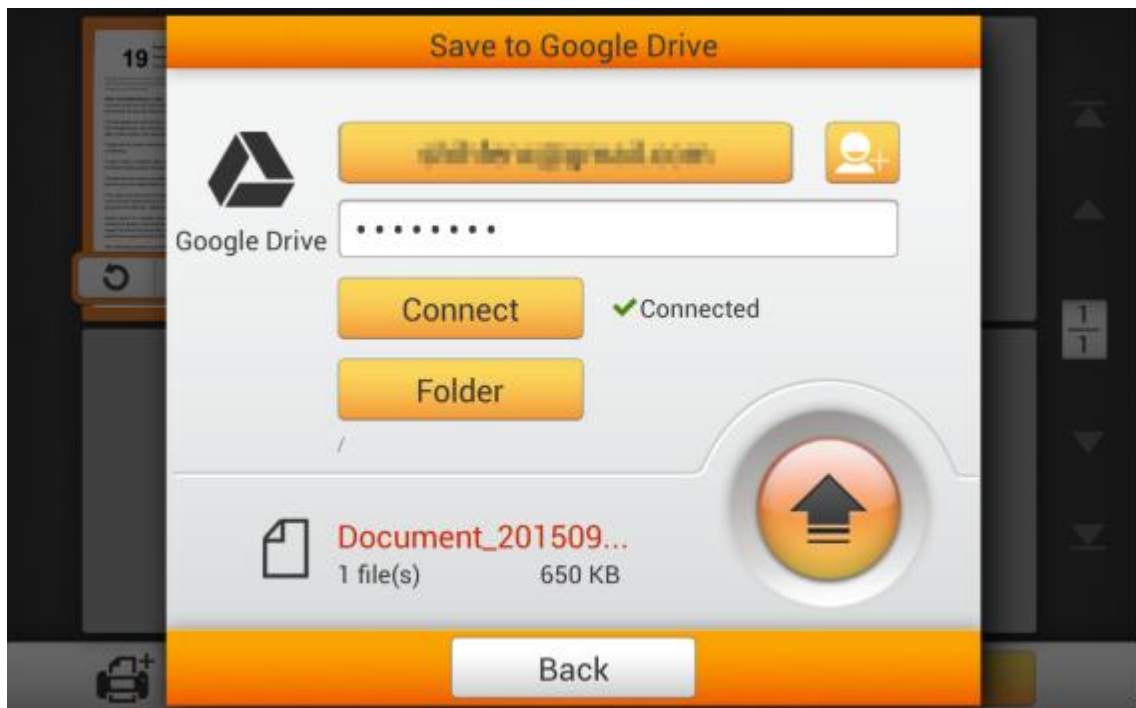 Save to Google Drive
19
Google Drive
••••••••
Connect
Connected
Folder
/
Document_201509...
1 file(s) 650 KB
1
1
Back